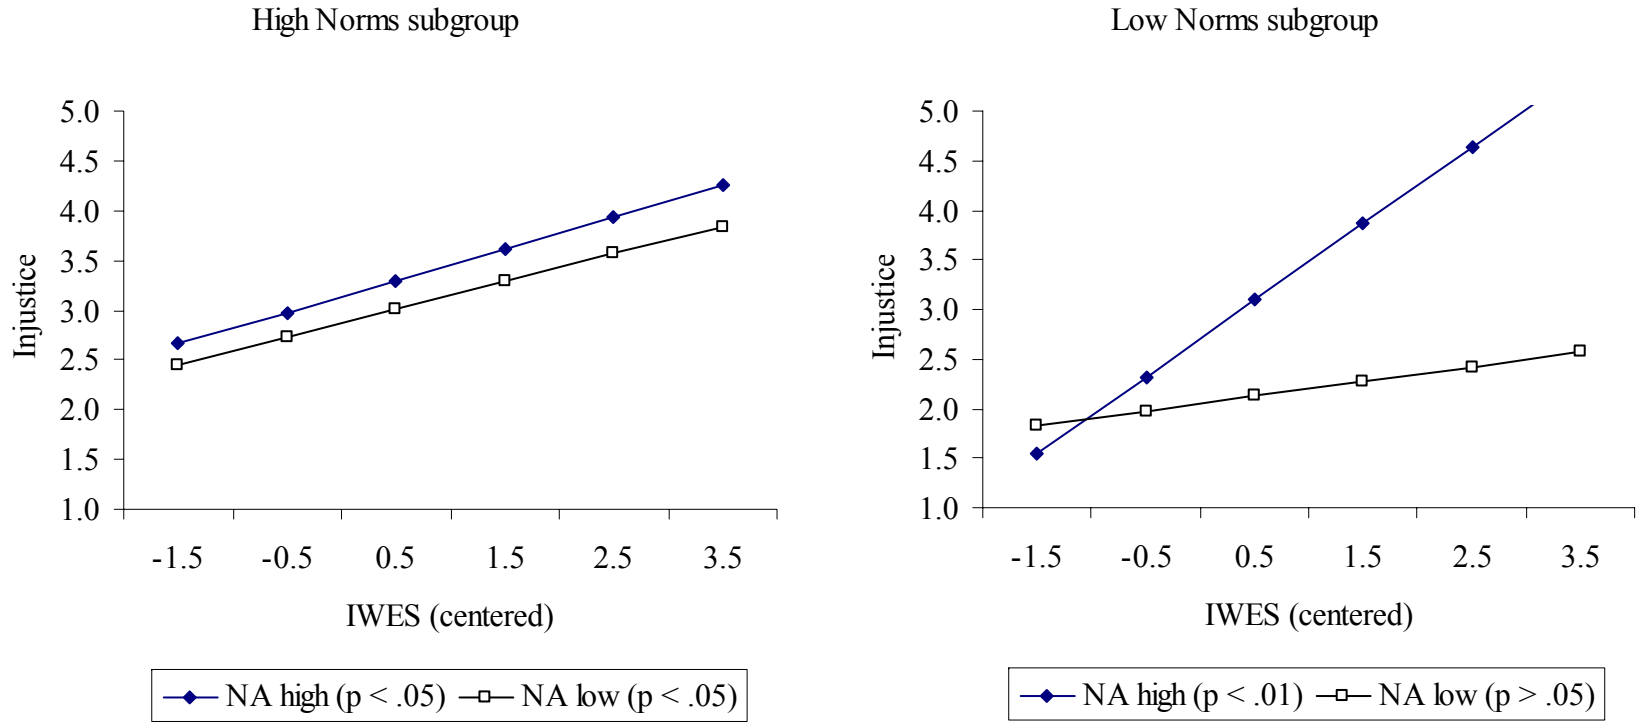 High Norms subgroup
5.0
4.5
4.0
3.5
3.0
2.5
2.0
1.5
1.0
Injustice
-1.5 -0.5 0.5 1.5 2.5 3.5
IWES (centered)
NA high (p < .05) NA low (p < .05)
Low Norms subgroup
5.0
4.5
4.0
3.5
3.0
2.5
2.0
1.5
1.0
Injustice
-1.5 -0.5 0.5 1.5 2.5 3.5
IWES (centered)
NA high (p < .01) NA low (p > .05)